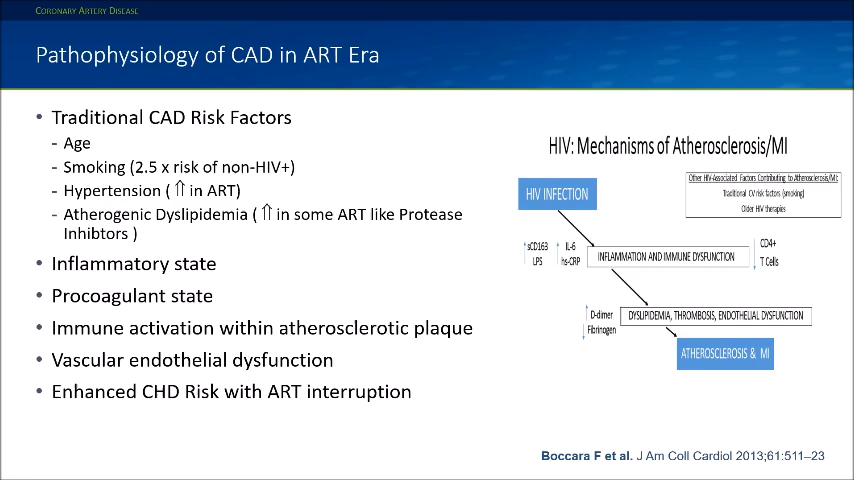 CORONARY ARTERY DISEASE
Pathophysiology of CAD in ART Era
• Traditional CAD Risk Factors
- Age
- Smoking (2.5 x risk of non-HIV+)
- Hypertension ( ⇑ in ART)
- Atherogenic Dyslipidemia ( ⇑ in some ART like Protease
Inhibtors )
• Inflammatory state
• Procoagulant state
• Immune activation within atherosclerotic plaque
• Vascular endothelial dysfunction
• Enhanced CHD Risk with ART interruption
HIV: Mechanisms of Atherosclerosis/MI
Other HIV-Associated Factors Contributing to Atherosclerosis/MI:
Traditional CV risk factors (smoking)
Older HIV therapies
HIV INFECTION
↑ sCD163
LPS
↑ IL-6
hs-CRP
INFLAMMATION AND IMMUNE DYSFUNCTION
↓ CD4+
T Cells
↑ D-dimer
↓ Fibrinogen
DYSLIPIDEMIA, THROMBOSIS, ENDOTHELIAL DYSFUNCTION
ATHEROSCLEROSIS & MI
Boccara F et al. J Am Coll Cardiol 2013;61:511–23